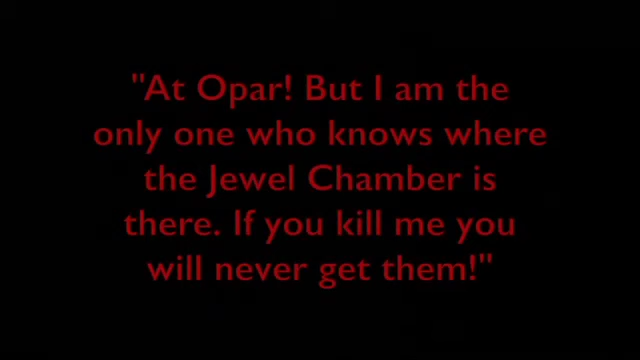 "At Opar! But I am the
only one who knows where
the Jewel Chamber is
there. If you kill me you
will never get them!"